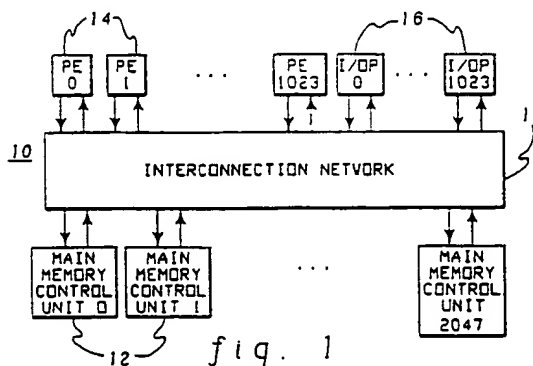 14
16
PE 0
PE 1
...
PE 1023
I/OP 0
...
I/OP 1023
1
10
INTERCONNECTION NETWORK
MAIN MEMORY CONTROL UNIT 0
MAIN MEMORY CONTROL UNIT 1
...
MAIN MEMORY CONTROL UNIT 2047
12
fig. 1